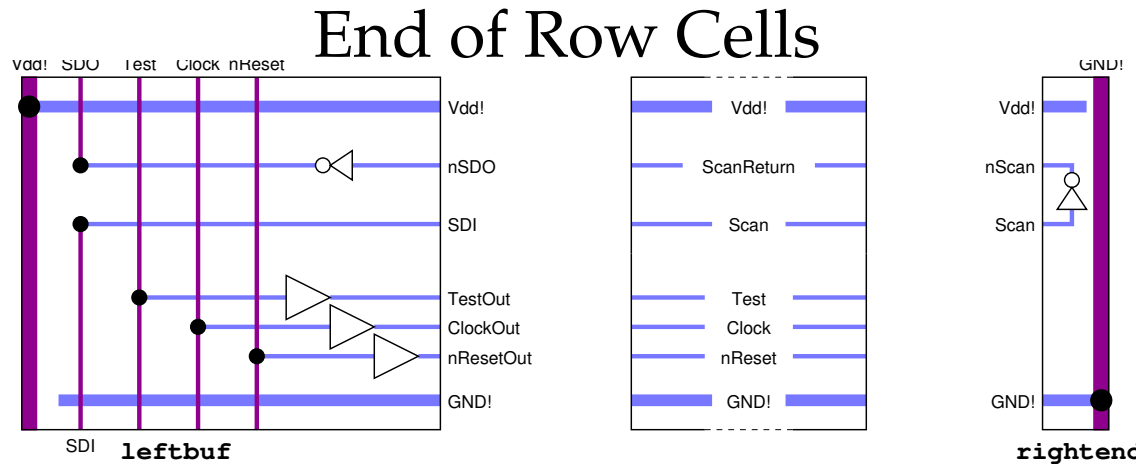 End of Row Cells
Vdd! SDO Test Clock nReset
GND!
Vdd!
nSDO
SDI
TestOut
ClockOut
nResetOut
GND!
SDI
leftbuf
Vdd!
ScanReturn
Scan
Test
Clock
nReset
GND!
Vdd!
nScan
Scan
GND!
rightend